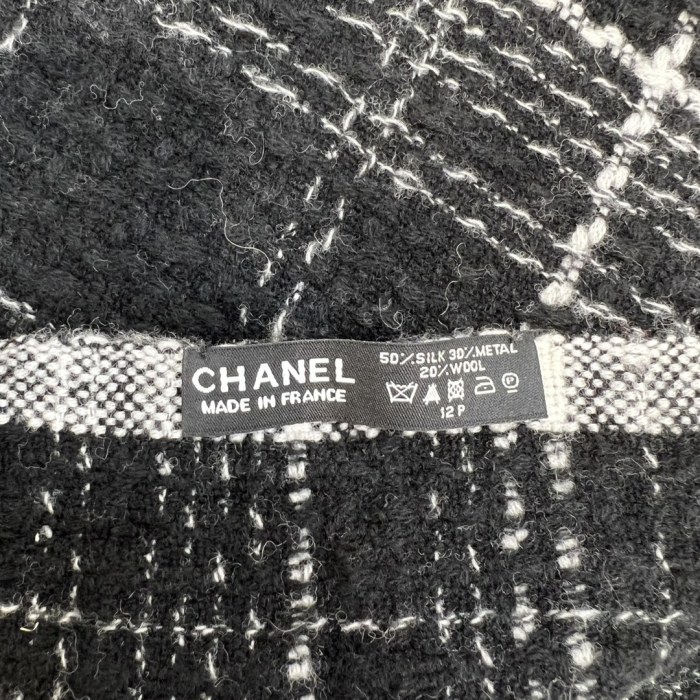 CHANEL
MADE IN FRANCE
50% SILK 30% METAL
20% WOOL
12 P